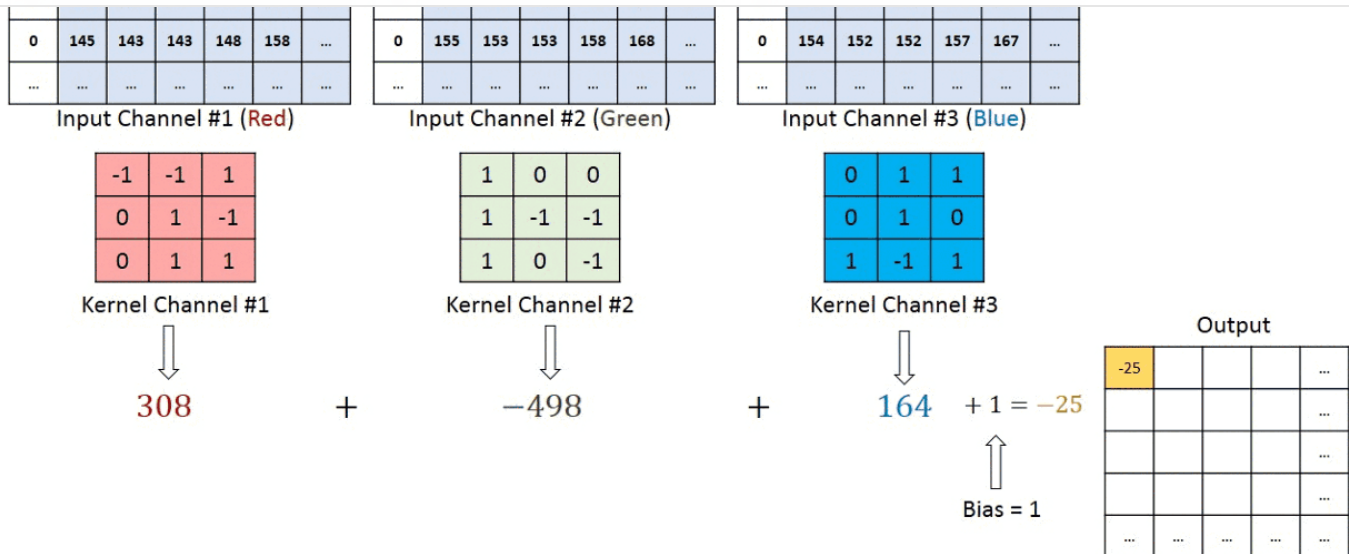 0 145 143 143 148 158 ... 0 155 153 153 158 168 ... 0 154 152 152 157 167 ...
... ... ... ... ... ... ... ... ... ... ... ... ... ... ... ... ... ... ... ... ...
Input Channel #1 (Red) Input Channel #2 (Green) Input Channel #3 (Blue)
-1 -1 1 1 0 0 0 1 1
0 1 -1 1 -1 -1 0 1 0
0 1 1 1 0 -1 1 -1 1
Kernel Channel #1 Kernel Channel #2 Kernel Channel #3
308 + −498 + 164 + 1 = −25
Bias = 1
Output
-25 ...
...
...
...
... ... ... ... ...